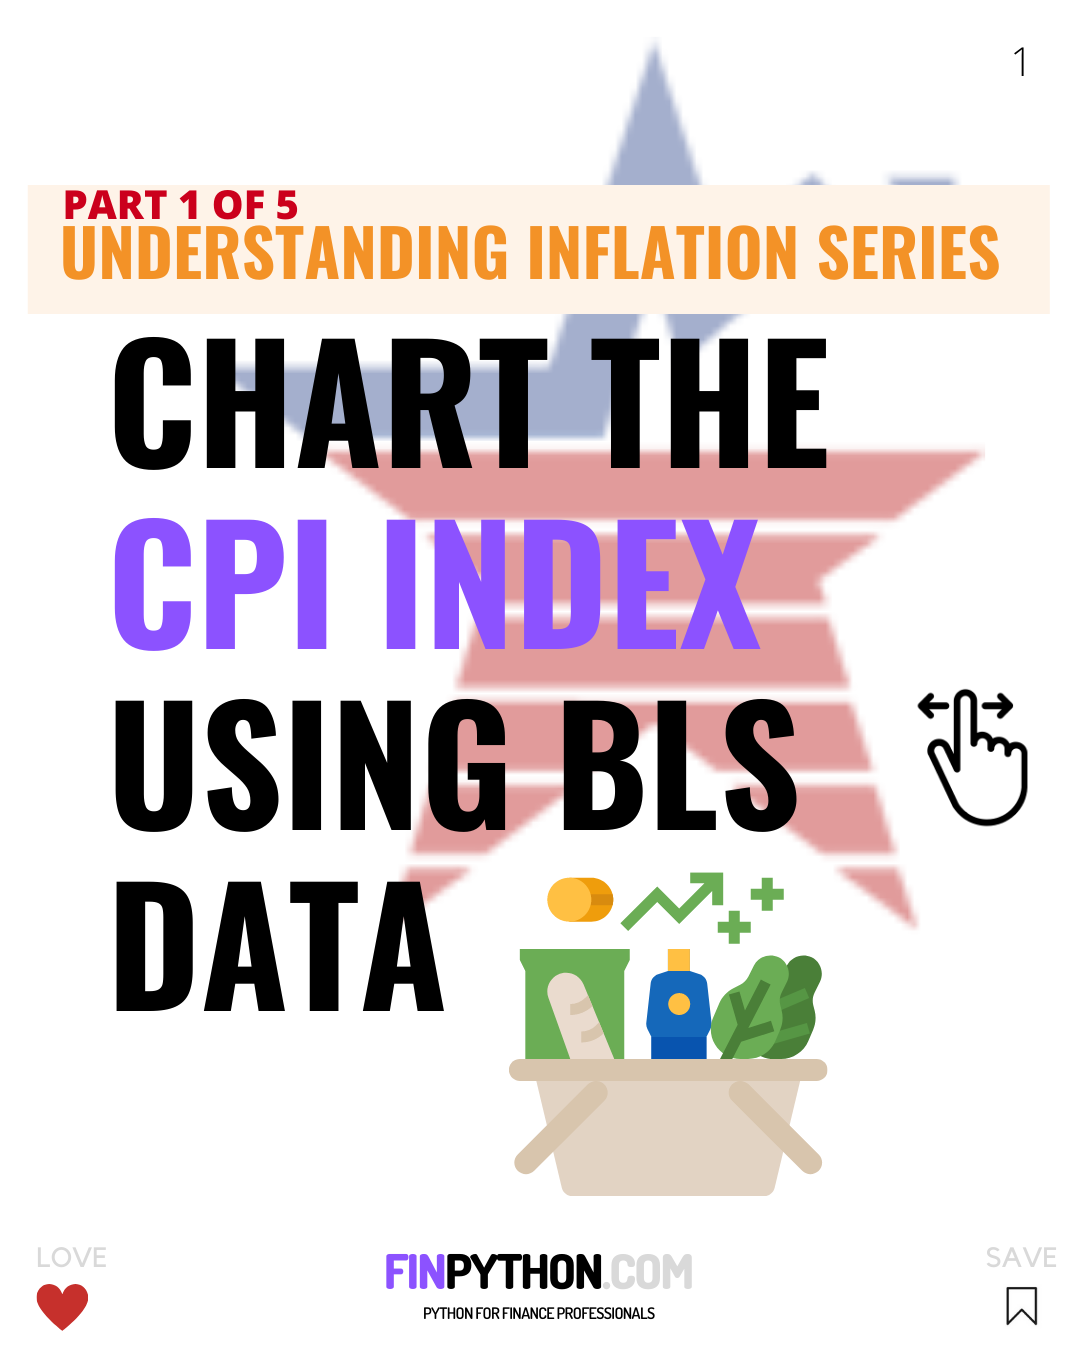 1
PART 1 OF 5
UNDERSTANDING INFLATION SERIES
CHART THE
CPI INDEX
USING BLS
DATA
LOVE
SAVE
FINPYTHON.COM
PYTHON FOR FINANCE PROFESSIONALS